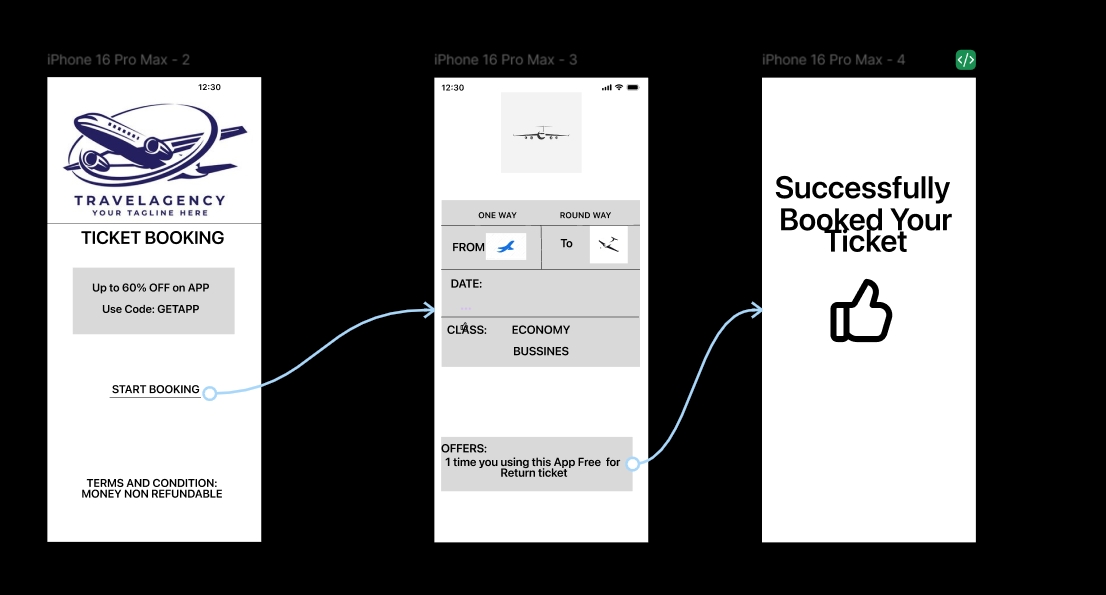 iPhone 16 Pro Max - 2
12:30
TRAVELAGENCY
YOUR TAGLINE HERE
TICKET BOOKING
Up to 60% OFF on APP
Use Code: GETAPP
START BOOKING
TERMS AND CONDITION:
MONEY NON REFUNDABLE
iPhone 16 Pro Max - 3
12:30
ONE WAY
ROUND WAY
FROM
To
DATE:
CLASS:
ECONOMY
BUSSINES
OFFERS:
1 time you using this App Free for
Return ticket
iPhone 16 Pro Max - 4
Successfully
Booked Your
Ticket